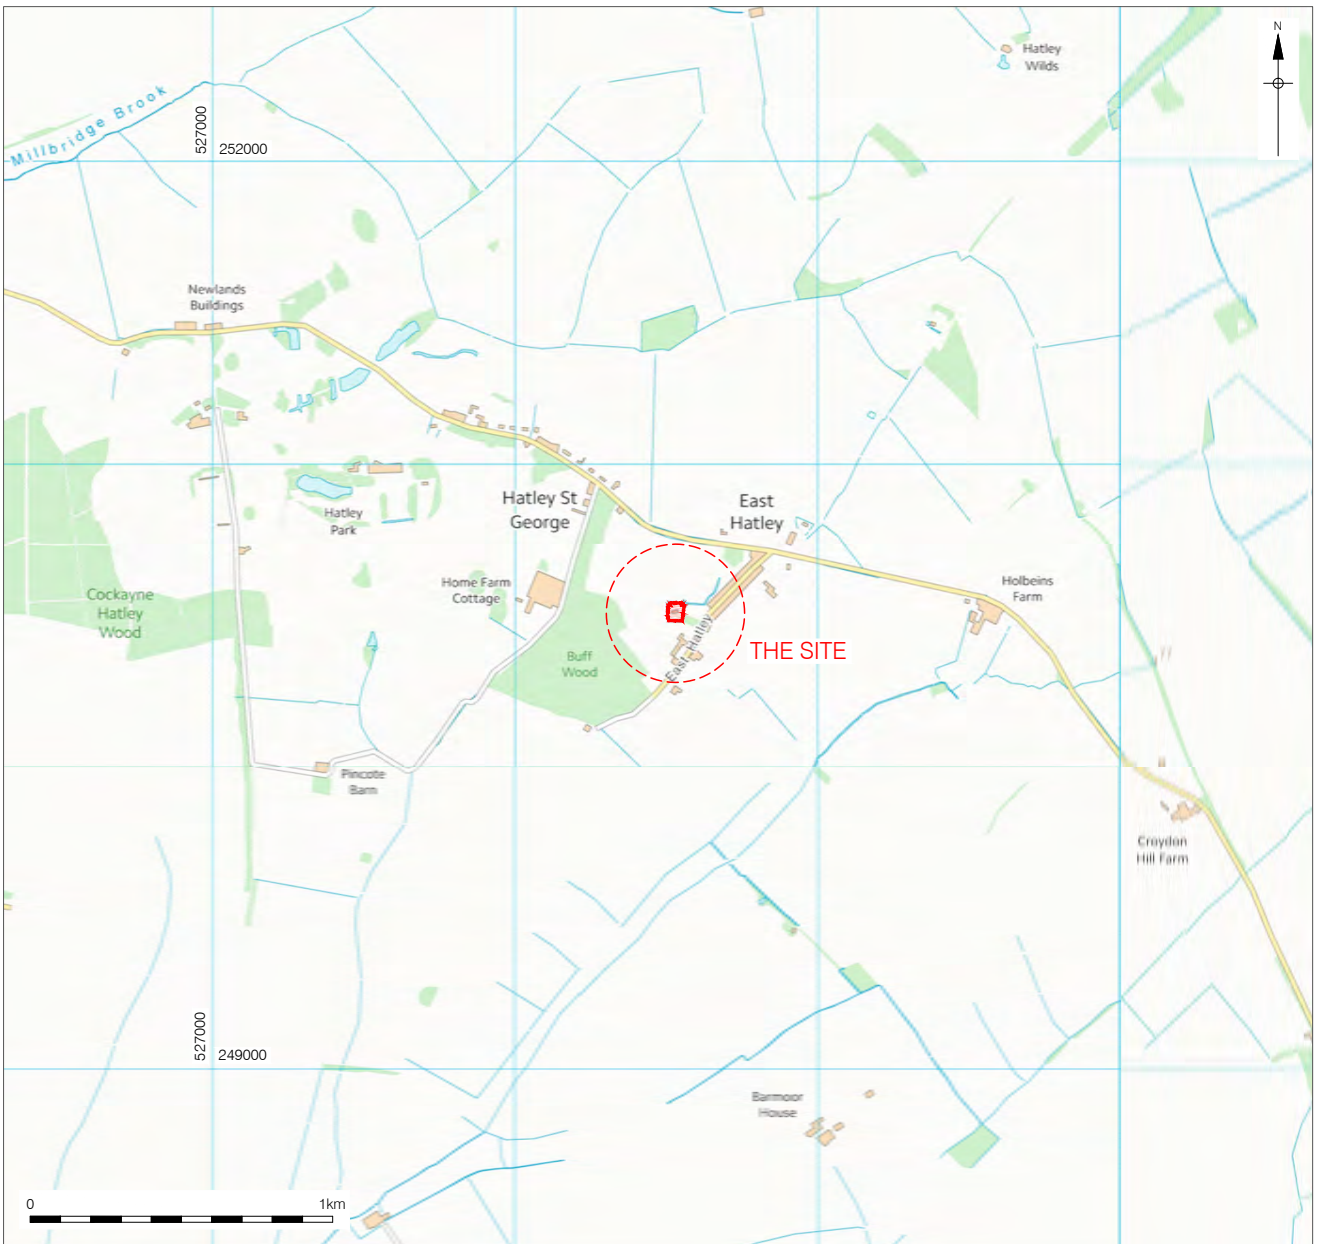 N
Hatley
Wilds
Millbridge Brook
527000
252000
Newlands
Buildings
Hatley St
George
East
Hatley
Hatley
Park
Home Farm
Cottage
Holbeins
Farm
Cockayne
Hatley
Wood
Buff
Wood
East Hatley
THE SITE
Pincote
Barn
Croydon
Hill Farm
527000
249000
Barmoor
House
0
1km